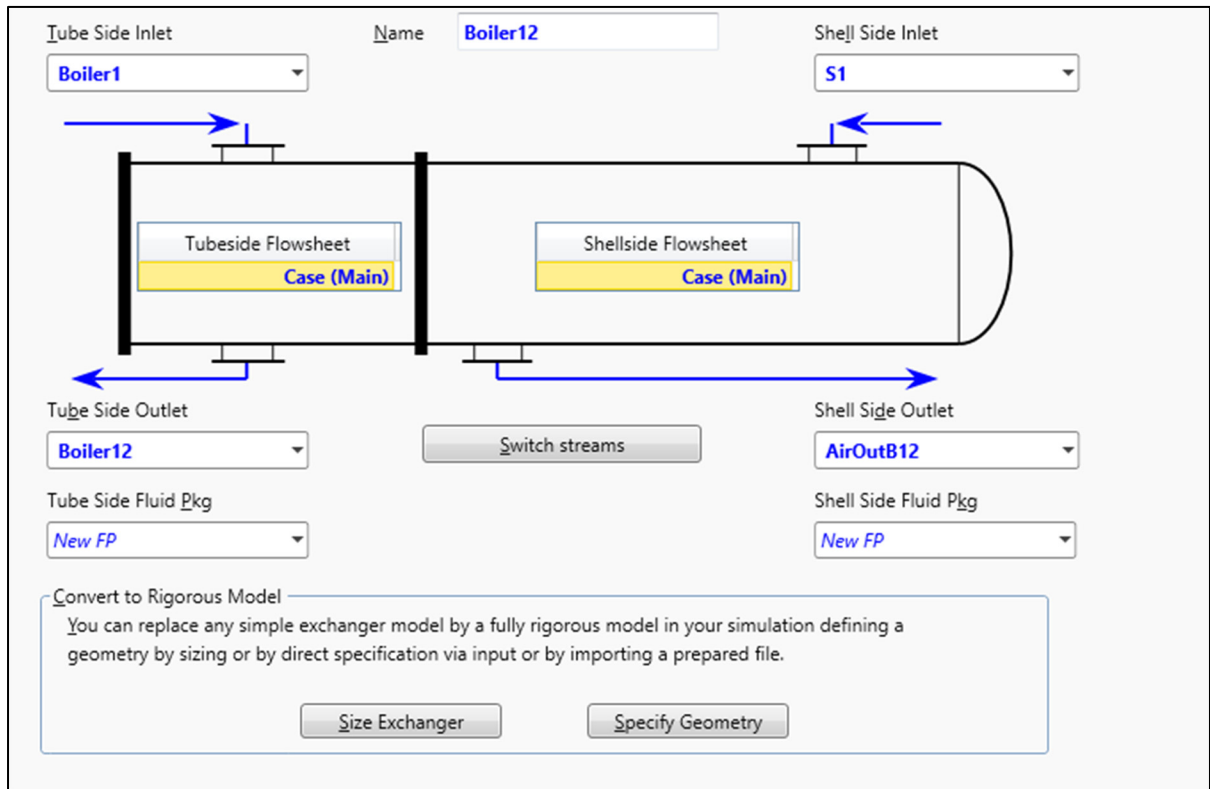 Tube Side Inlet
Name
Boiler12
Shell Side Inlet
Boiler1
S1
Tubeside Flowsheet
Case (Main)
Shellside Flowsheet
Case (Main)
Tube Side Outlet
Shell Side Outlet
Boiler12
Switch streams
AirOutB12
Tube Side Fluid Pkg
Shell Side Fluid Pkg
New FP
New FP
Convert to Rigorous Model
You can replace any simple exchanger model by a fully rigorous model in your simulation defining a
geometry by sizing or by direct specification via input or by importing a prepared file.
Size Exchanger
Specify Geometry